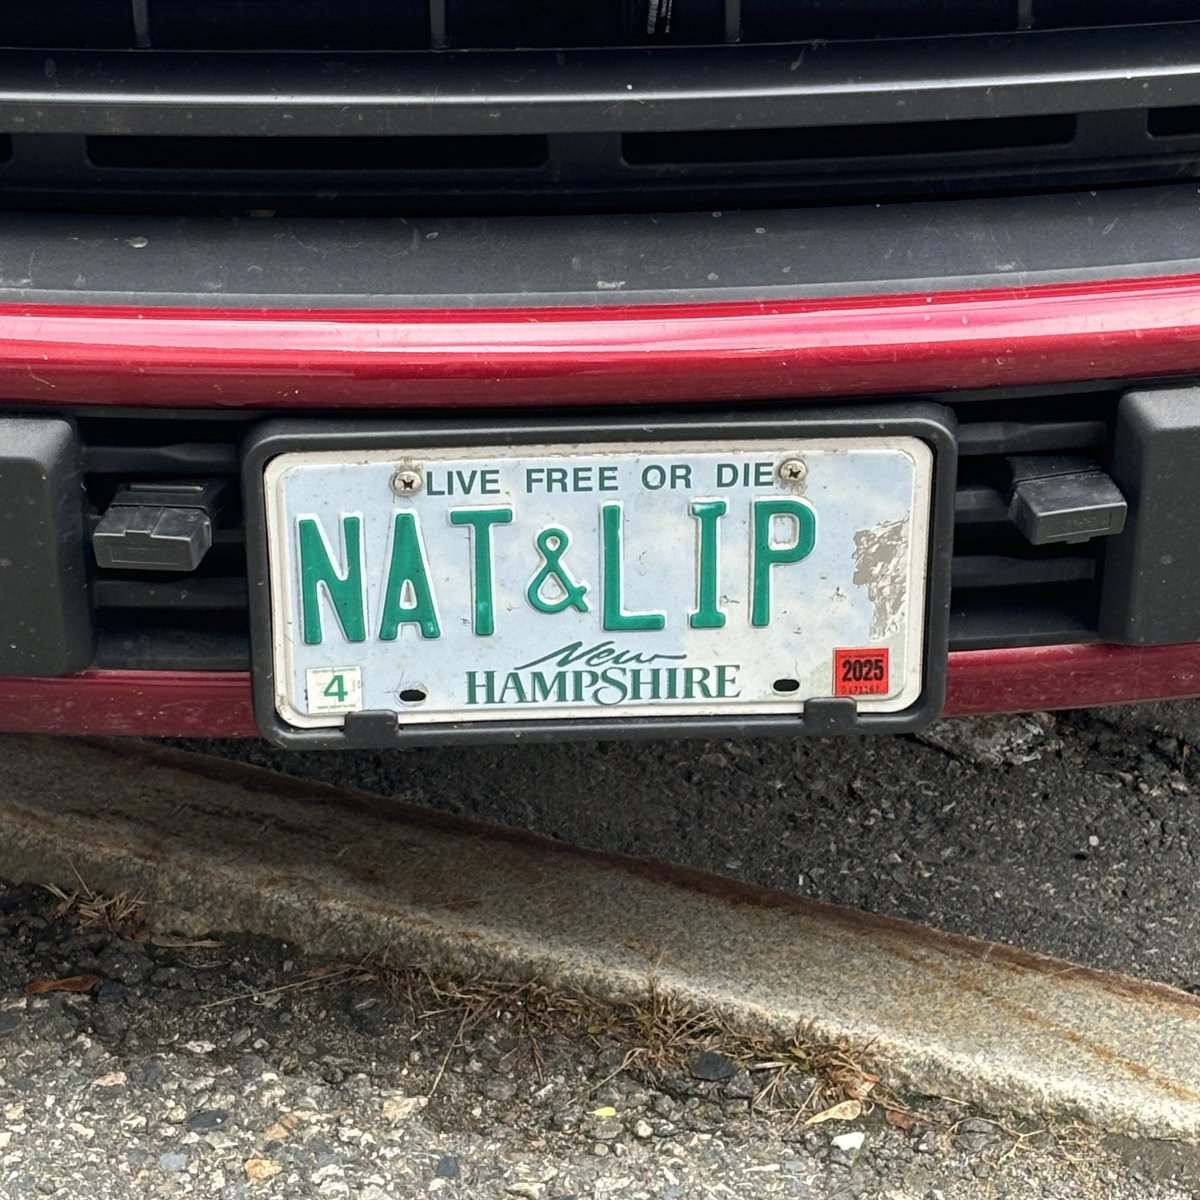 LIVE FREE OR DIE
NAT&LIP
New
HAMPSHIRE
4
2025